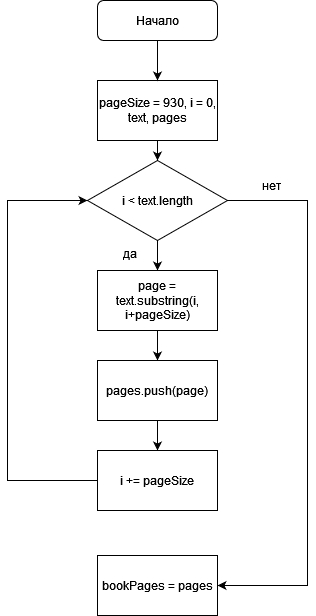 Начало
pageSize = 930, i = 0,
text, pages
i < text.length
нет
да
page =
text.substring(i,
i+pageSize)
pages.push(page)
i += pageSize
bookPages = pages